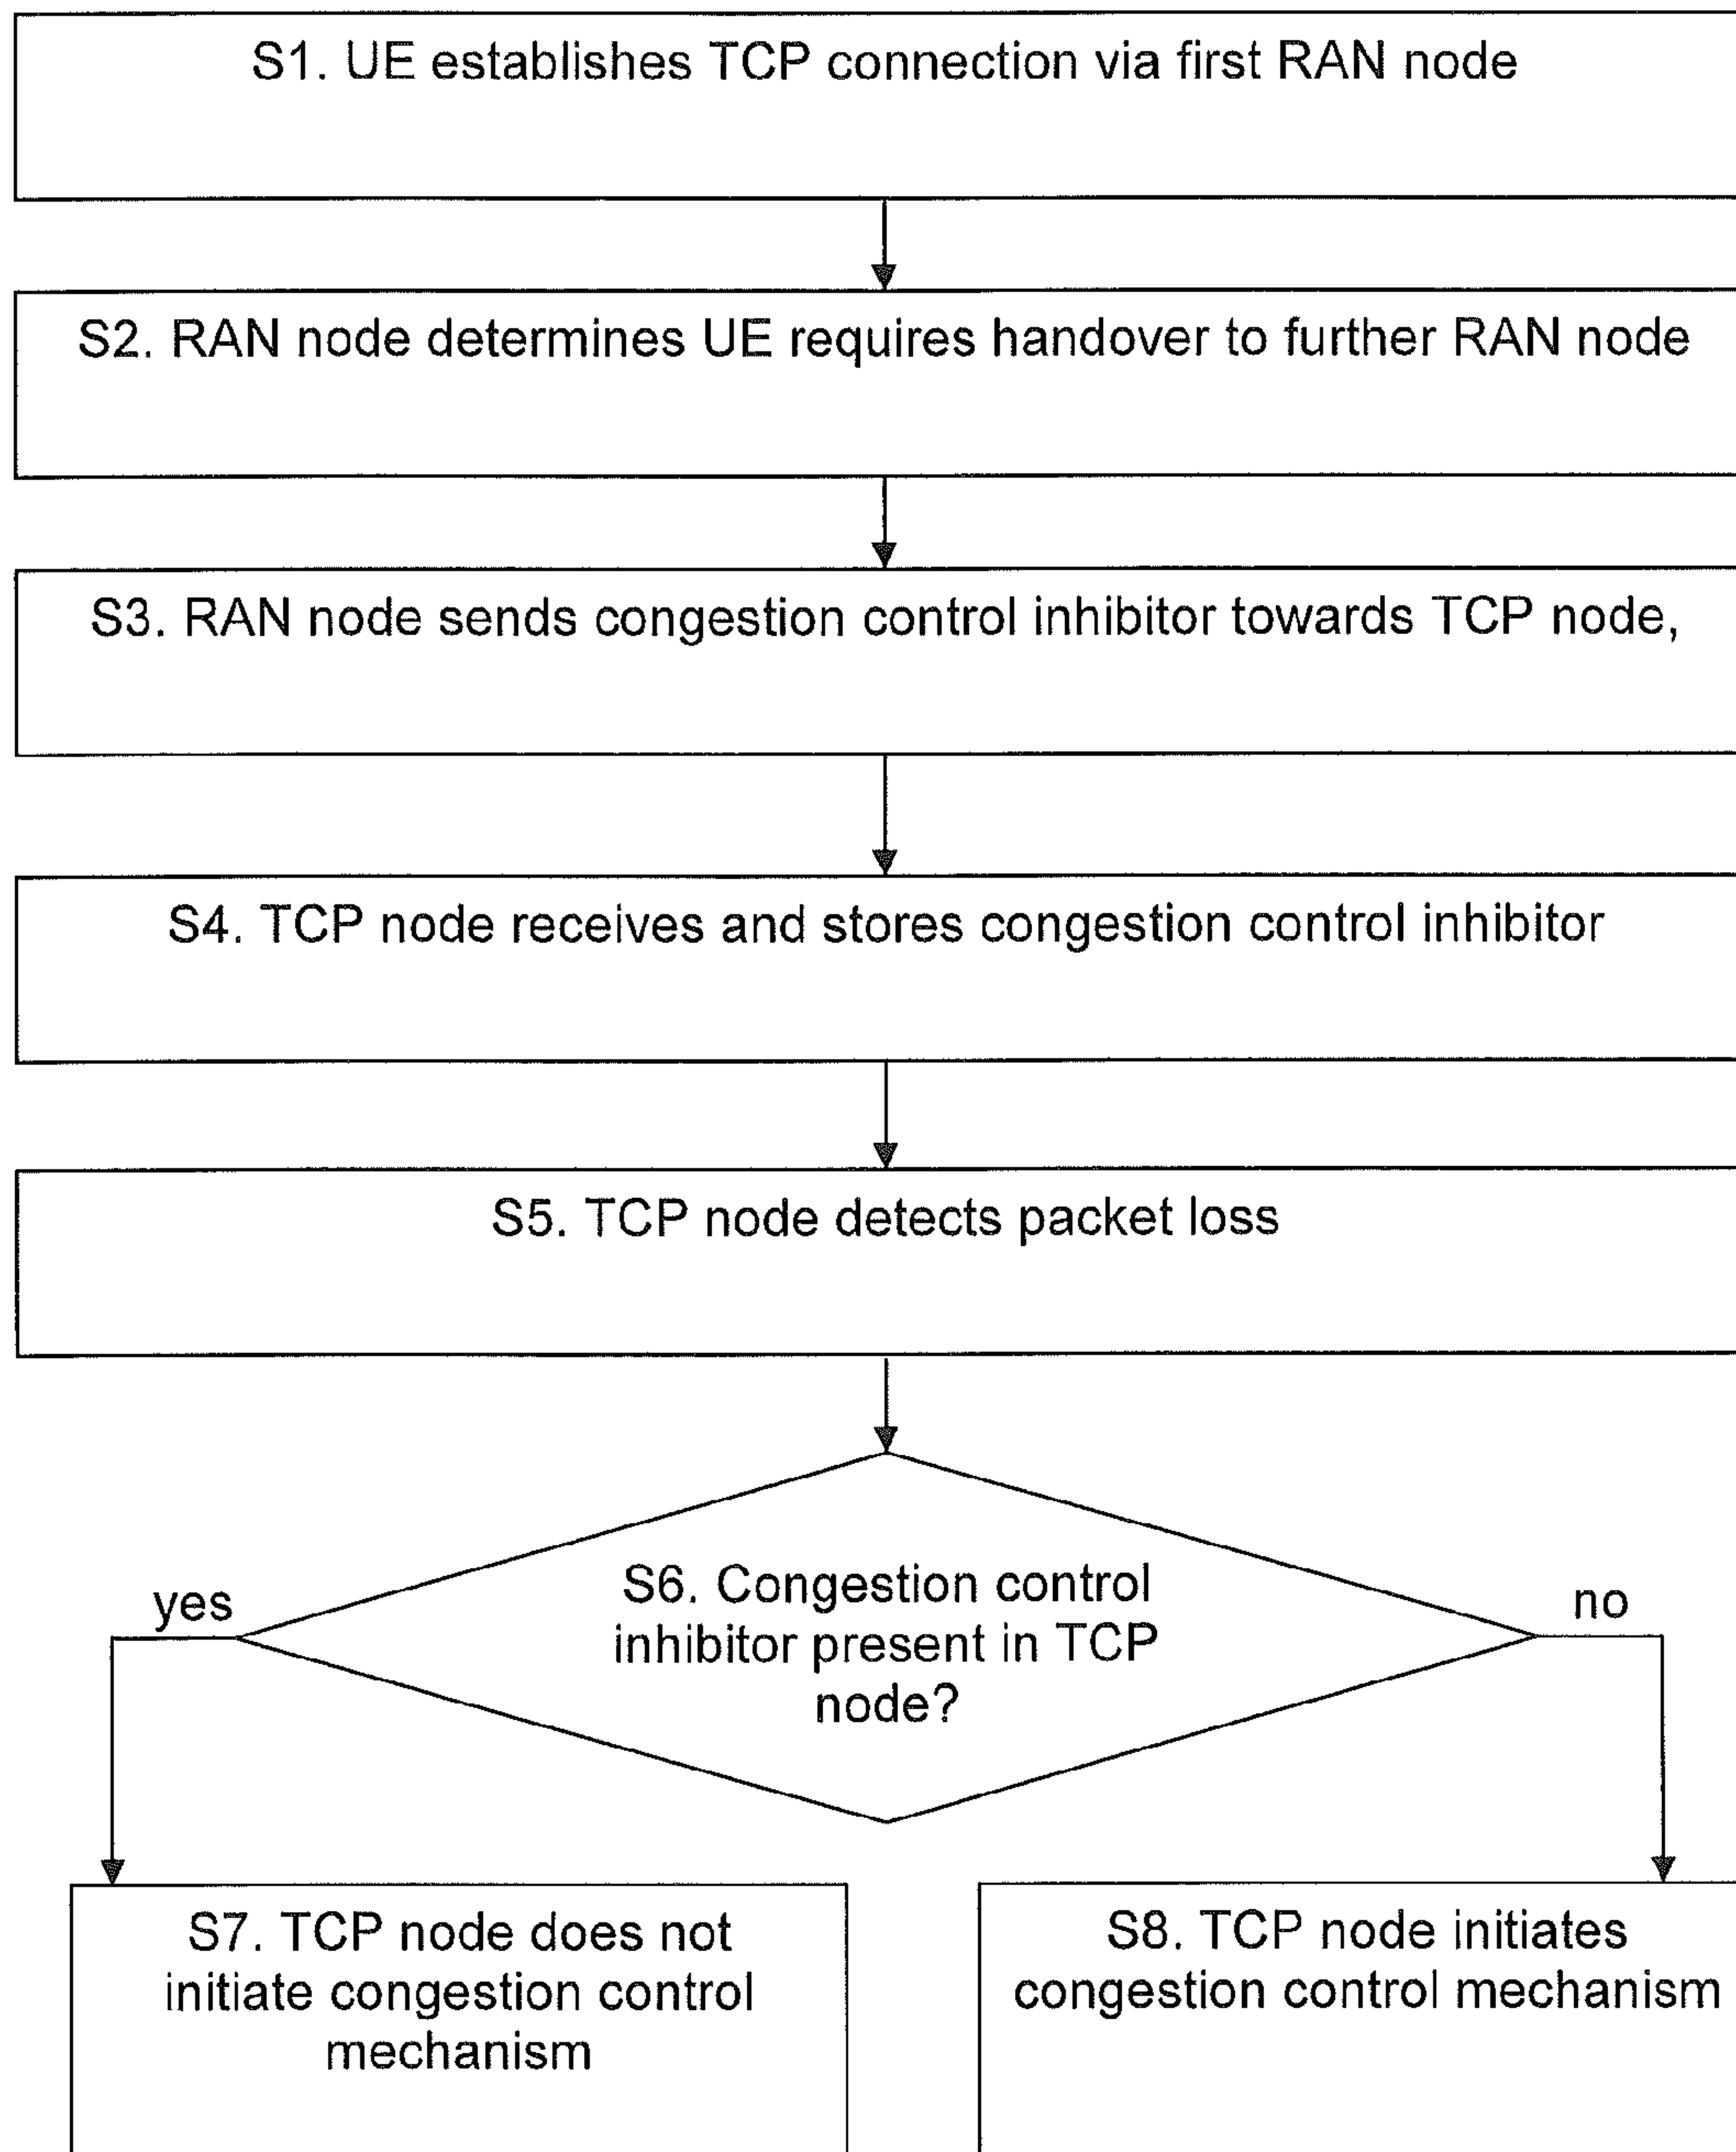 S1. UE establishes TCP connection via first RAN node
S2. RAN node determines UE requires handover to further RAN node
S3. RAN node sends congestion control inhibitor towards TCP node,
S4. TCP node receives and stores congestion control inhibitor
S5. TCP node detects packet loss
S6. Congestion control
inhibitor present in TCP
node?
yes
no
S7. TCP node does not
initiate congestion control
mechanism
S8. TCP node initiates
congestion control mechanism